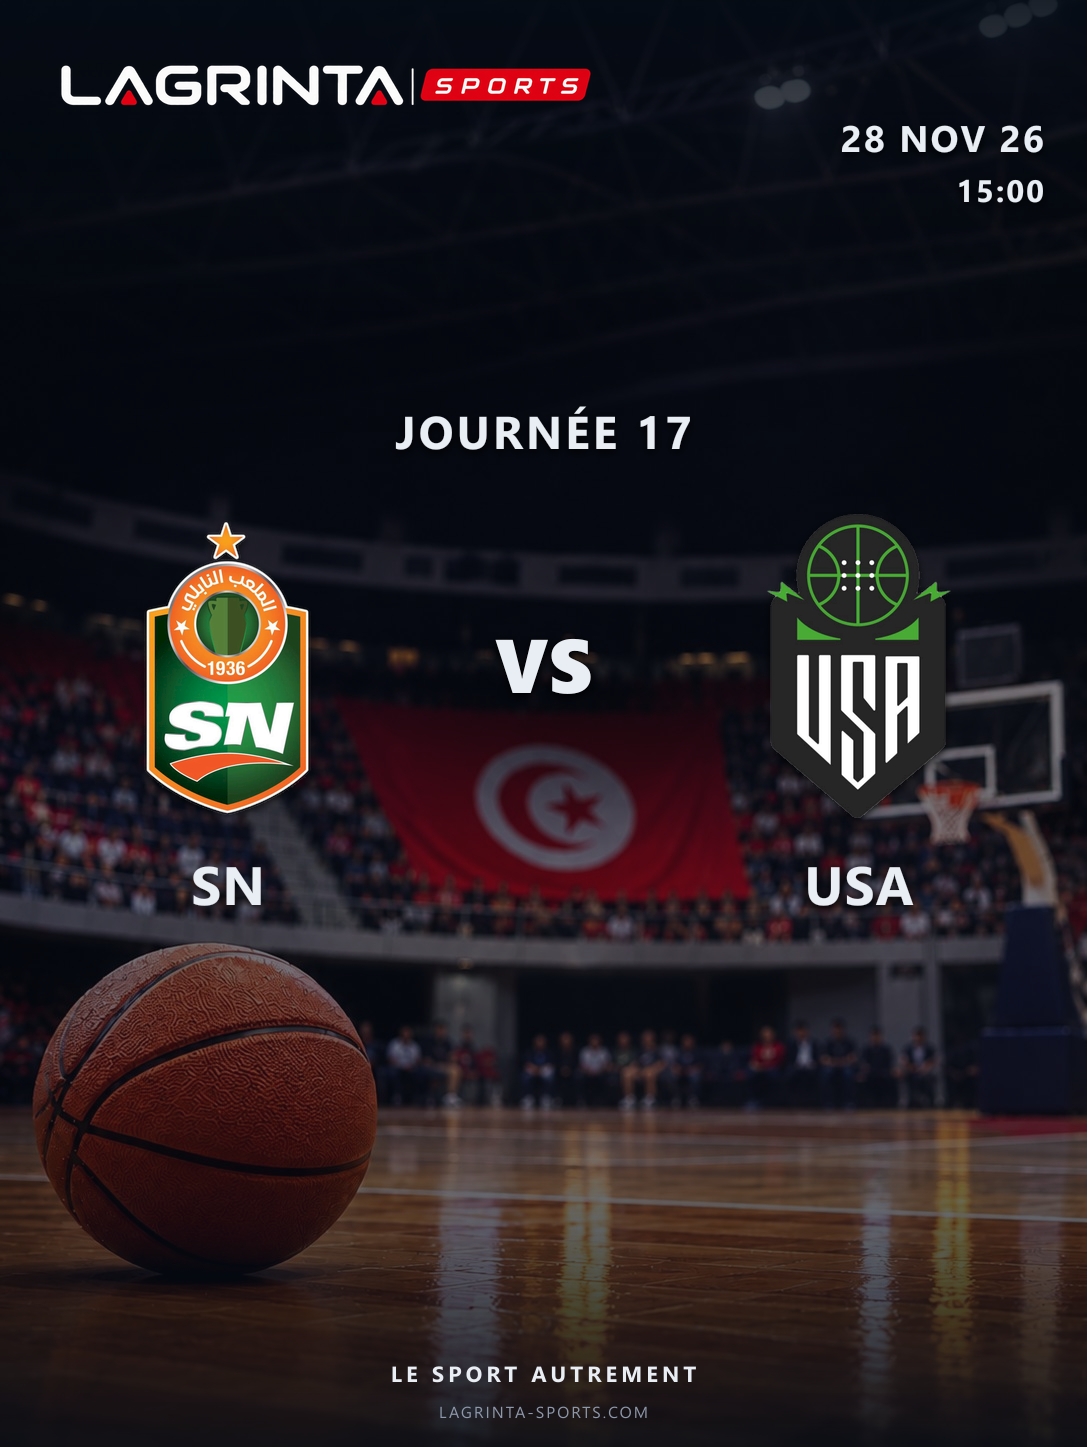 LAGRINTA SPORTS
28 NOV 26
15:00
JOURNÉE 17
الملعب النابلي
1936
SN
USA
VS
SN
USA
LE SPORT AUTREMENT
LAGRINTA-SPORTS.COM